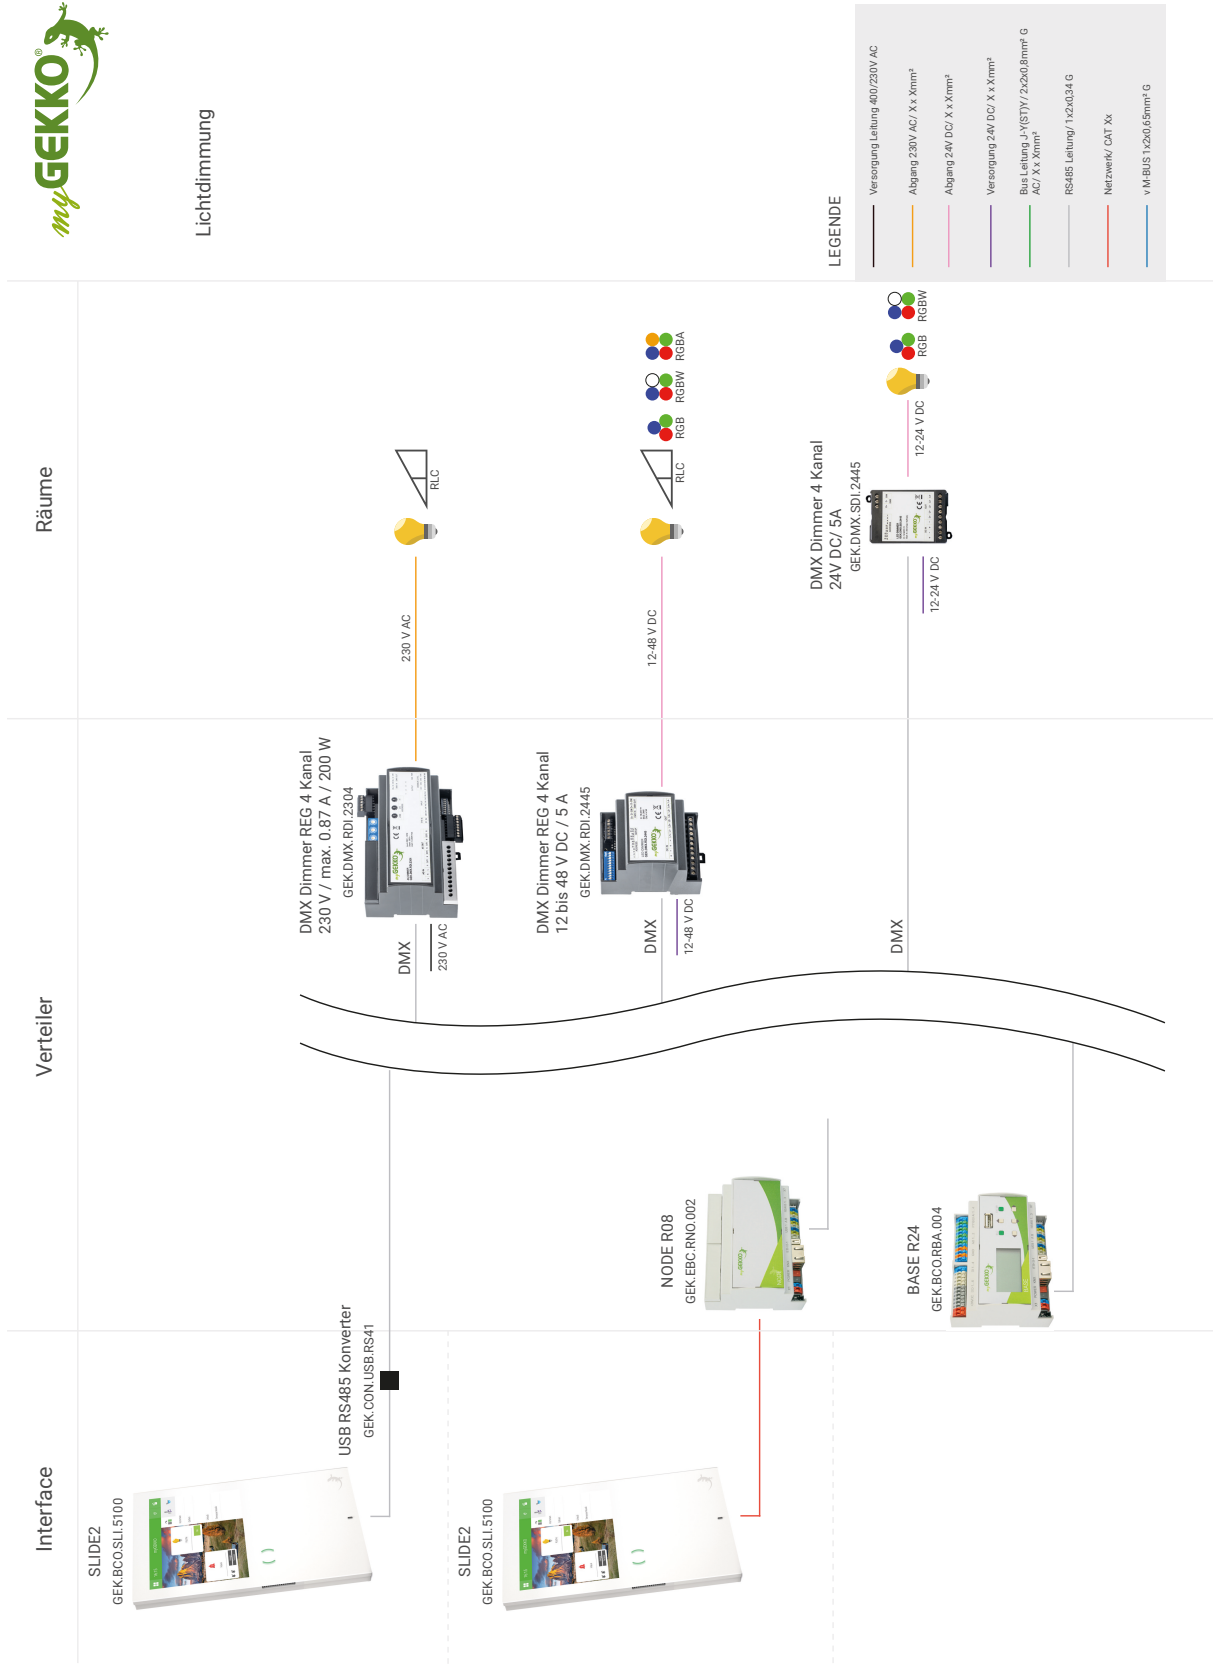 myGEKKO®
Lichtdimmung
Interface
Verteiler
Räume
SLIDE2
GEK.BCO.SLI.5100
USB RS485 Konverter
GEK.CON.USB.RS41
DMX
230 V AC
DMX Dimmer REG 4 Kanal
230 V / max. 0.87 A / 200 W
GEK.DMX.RDI.2304
230 V AC
RLC
SLIDE2
GEK.BCO.SLI.5100
NODE R08
GEK.EBC.RNO.002
DMX
12-48 V DC
DMX Dimmer REG 4 Kanal
12 bis 48 V DC / 5 A
GEK.DMX.RDI.2445
12-48 V DC
RLC
RGB
RGBW
RGBA
BASE R24
GEK.BCO.RBA.004
DMX
DMX Dimmer 4 Kanal
24V DC/ 5A
GEK.DMX.SDI.2445
12-24 V DC
12-24 V DC
RGB
RGBW
LEGENDE
Versorgung Leitung 400/230V AC
Abgang 230V AC/ X x Xmm²
Abgang 24V DC/ X x Xmm²
Versorgung 24V DC/ X x Xmm²
Bus Leitung J-Y(ST)Y/ 2x2x0,8mm² G
AC/ X x Xmm²
RS485 Leitung/ 1x2x0,34 G
Netzwerk/ CAT Xx
v M-BUS 1x2x0,65mm² G